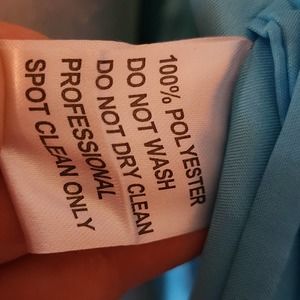 100% POLYESTER
DO NOT WASH
DO NOT DRY CLEAN
PROFESSIONAL
SPOT CLEAN ONLY